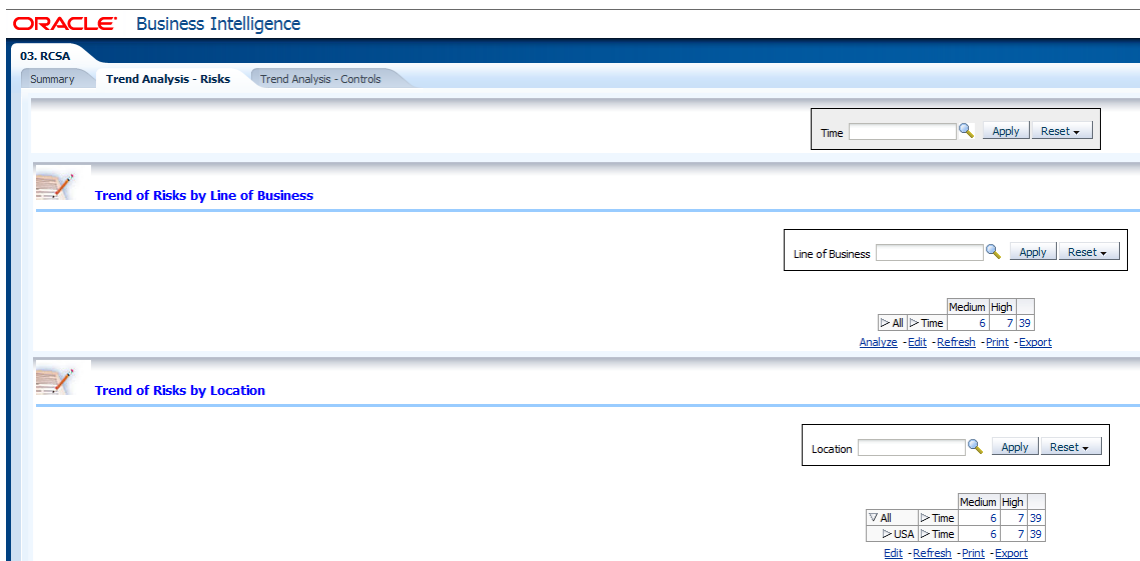 ORACLE Business Intelligence
03. RCSA
Summary Trend Analysis - Risks Trend Analysis - Controls
Time Apply Reset
Trend of Risks by Line of Business
Line of Business Apply Reset
Medium High
All Time 6 7 39
Analyze - Edit - Refresh - Print - Export
Trend of Risks by Location
Location Apply Reset
Medium High
All Time 6 7 39
USA Time 6 7 39
Edit - Refresh - Print - Export